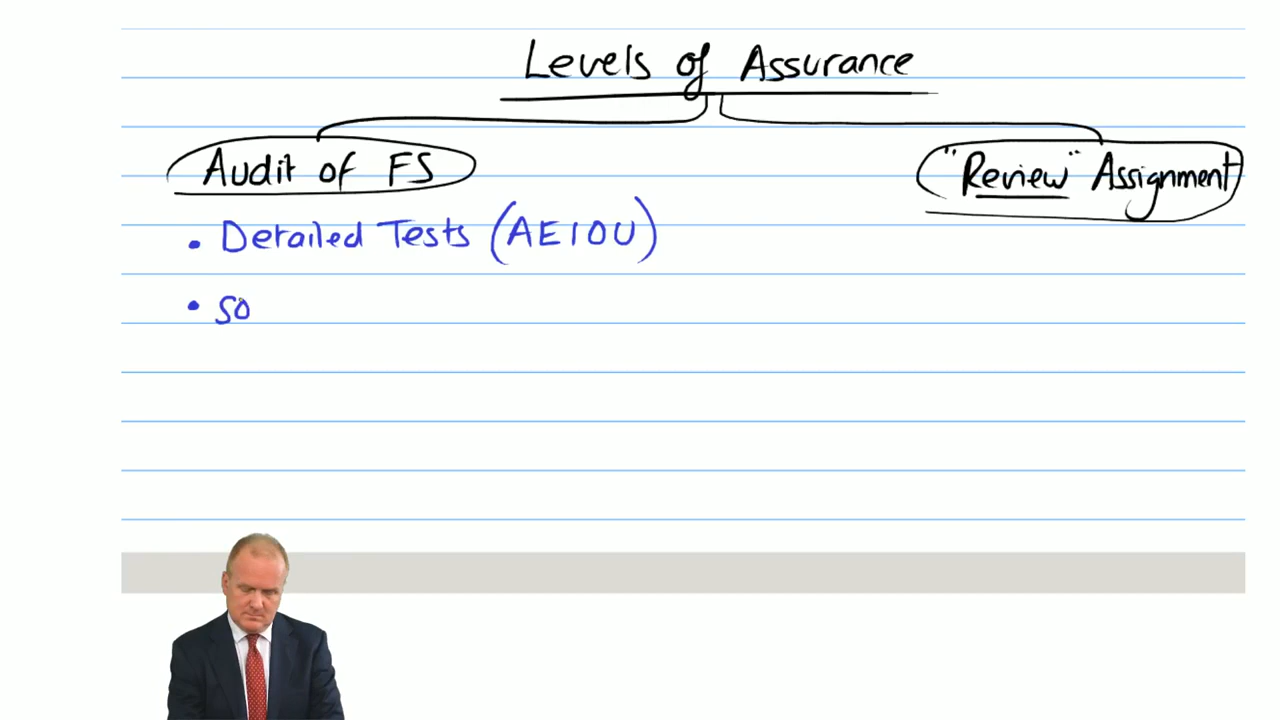 Levels of Assurance
Audit of FS
"Review" Assignment
• Detailed Tests (AEIOU)
• so